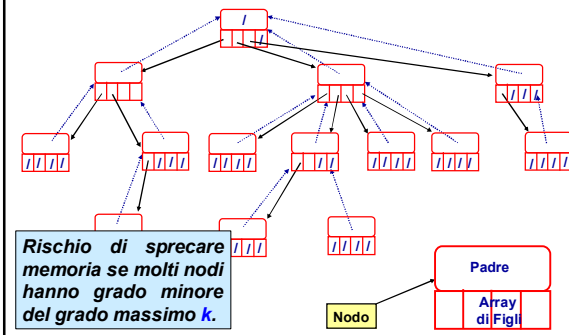 /
/
/ / /
/ / / /
/ / / /
/ / / /
/ / /
/ / / /
/ / / /
/ / / /
/ / /
/ / / /
Rischio di sprecare
memoria se molti nodi
hanno grado minore
del grado massimo k.
Nodo
Padre
Array
di Figli